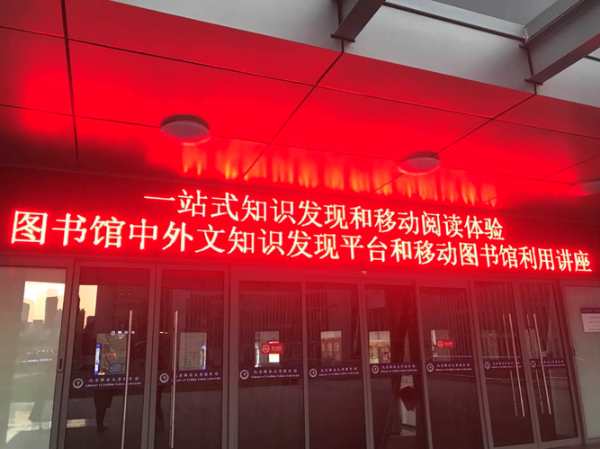 一站式知识发现和移动阅读体验
图书馆中外文知识发现平台和移动图书馆利用讲座